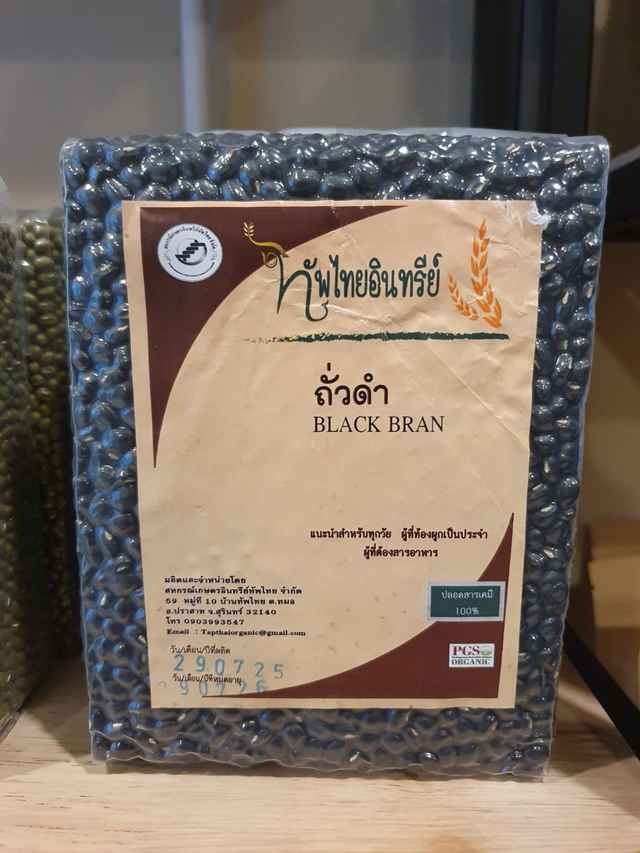 ทัพไทยอินทรีย์
ถั่วดำ
BLACK BRAN
แนะนำสำหรับทุกวัย ผู้ที่ท้องผูกเป็นประจำ
ผู้ที่ต้องสารอาหาร
ผลิตและจำหน่ายโดย
สหกรณ์เกษตรอินทรีย์ทัพไทย จำกัด
59 หมู่ที่ 10 บ้านทัพไทย ต.ทมอ
อ.ปราสาท จ.สุรินทร์ 32140
โทร 0903993547
Email : Tapthaiorganic@gmail.com
ปลอดสารเคมี
100%
PGS
ORGANIC
วัน/เดือน/ปีที่ผลิต
290725
วัน/เดือน/ปีที่หมดอายุ
90726